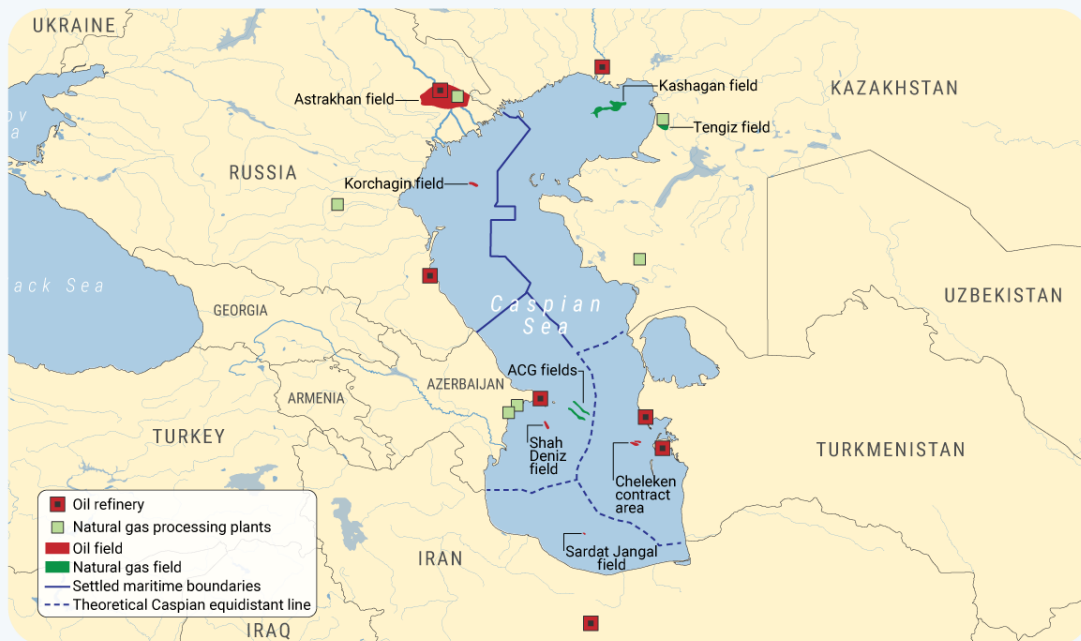 UKRAINE
Kashagan field
KAZAKHSTAN
Astrakhan field
Tengiz field
RUSSIA
Korchagin field
ack Sea
Caspian
Sea
UZBEKISTAN
GEORGIA
ACG fields
AZERBAIJAN
ARMENIA
TURKEY
Shah
Deniz
field
TURKMENISTAN
Cheleken
contract
area
Oil refinery
Natural gas processing plants
Oil field
Natural gas field
Settled maritime boundaries
Theoretical Caspian equidistant line
IRAN
Sardat Jangal
field
IRAQ